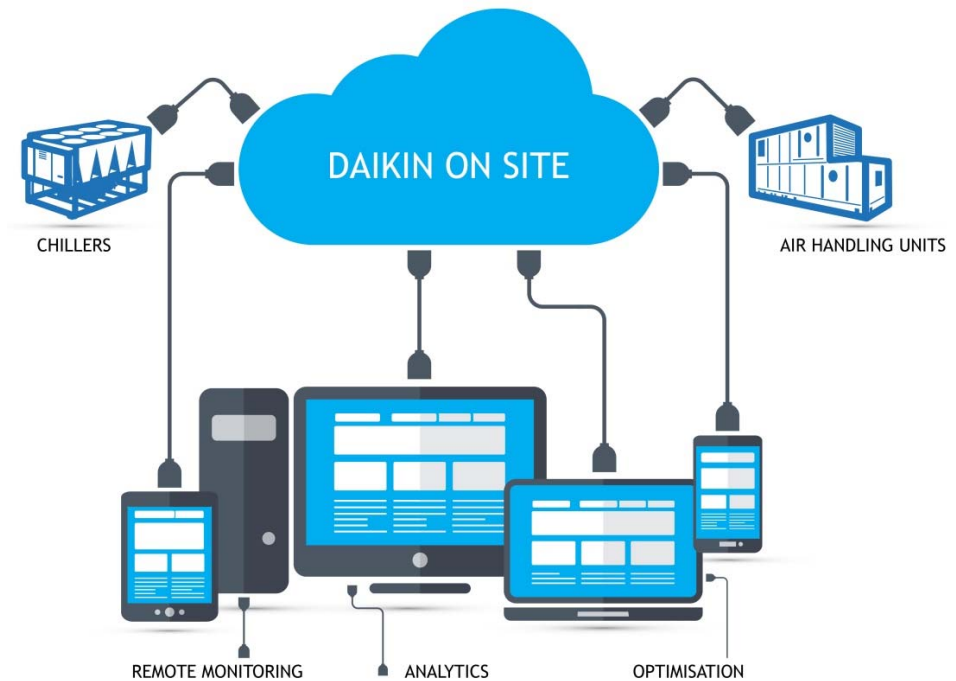 DAIKIN ON SITE
CHILLERS
AIR HANDLING UNITS
REMOTE MONITORING
ANALYTICS
OPTIMISATION